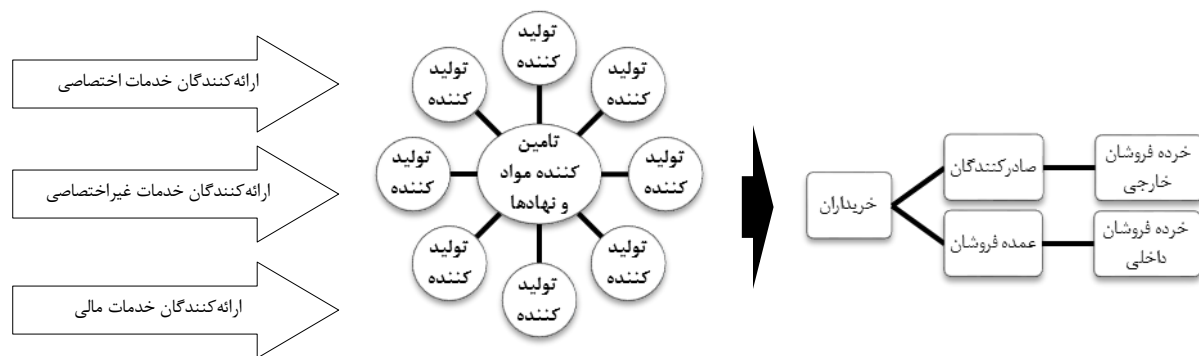 ارائه‌کنندگان خدمات اختصاصی
ارائه‌کنندگان خدمات غیراختصاصی
ارائه‌کنندگان خدمات مالی
تولید
کننده
تولید
کننده
تولید
کننده
تولید
کننده
تولید
کننده
تولید
کننده
تولید
کننده
تولید
کننده
تامین
کننده مواد
و نهادها
خریداران
صادرکنندگان
خرده فروشان
خارجی
عمده فروشان
خرده فروشان
داخلی